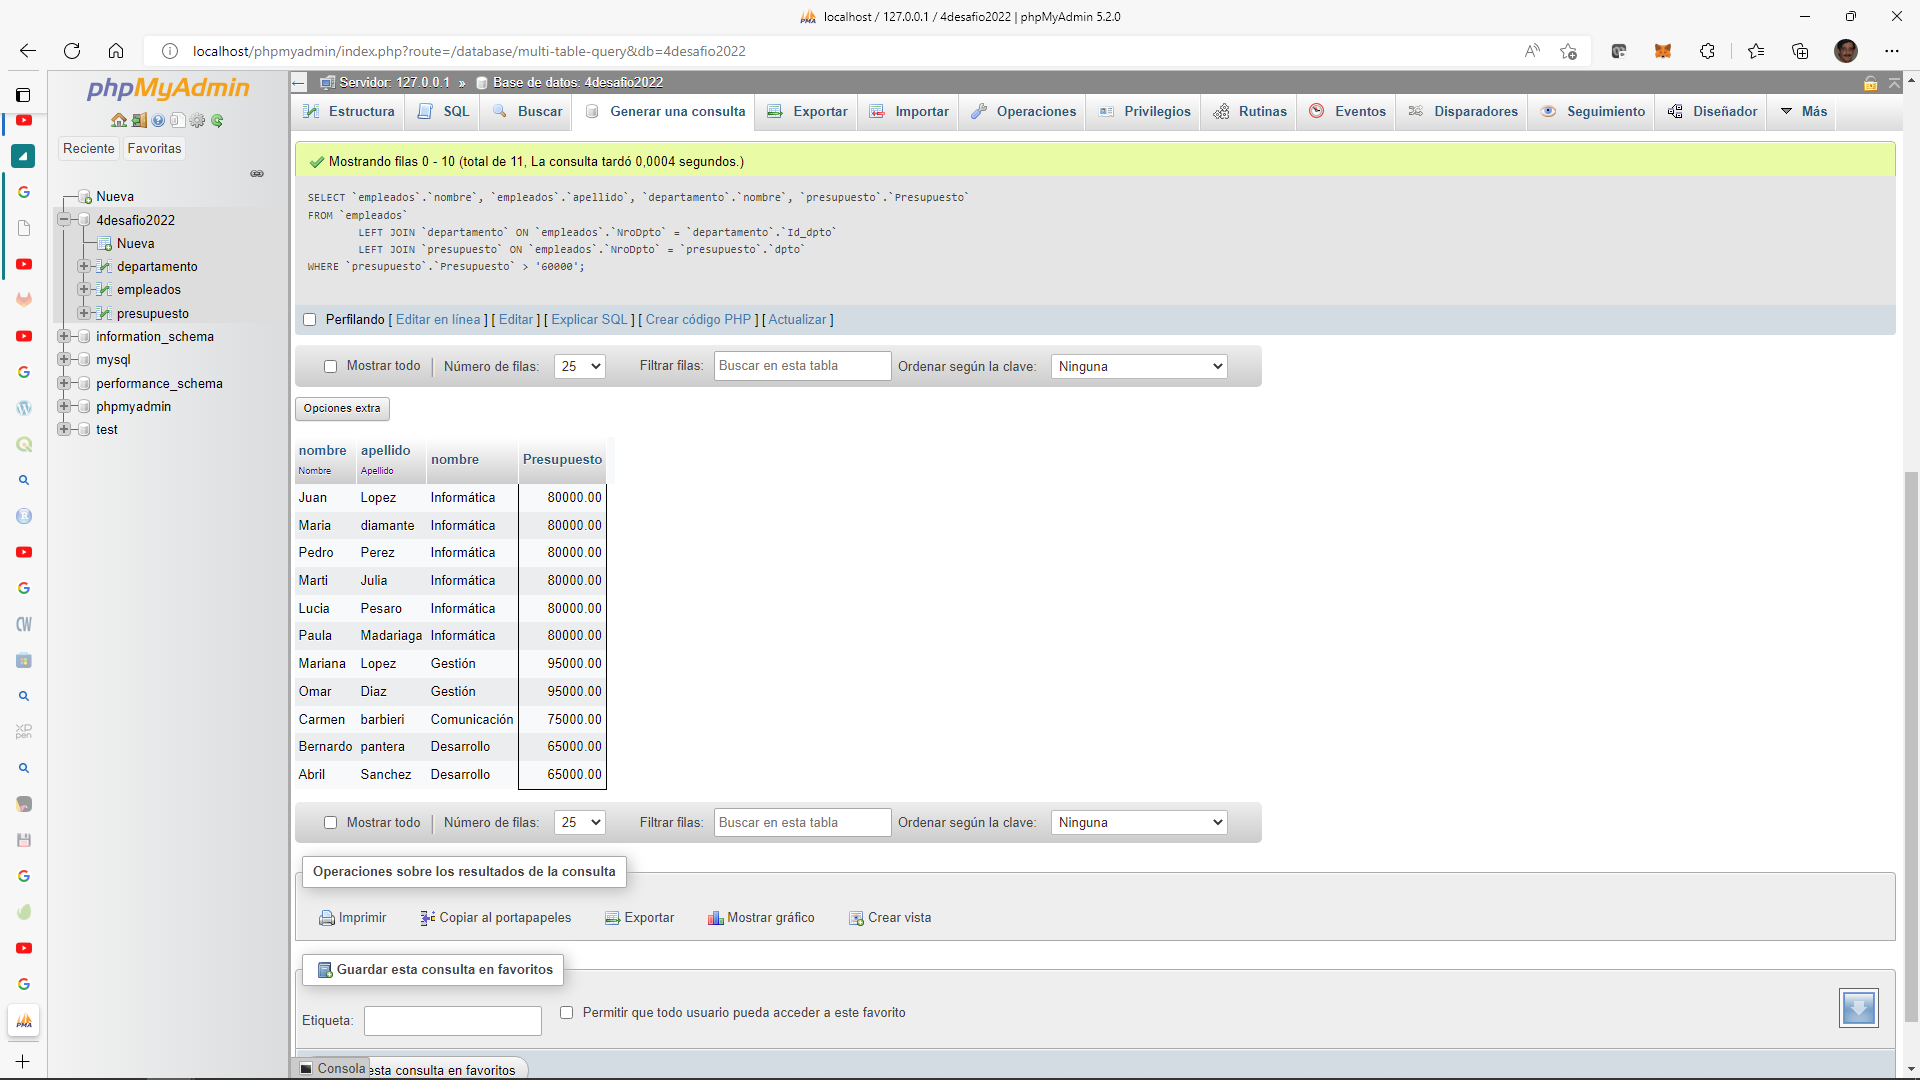 localhost / 127.0.0.1 / 4desafio2022 | phpMyAdmin 5.2.0
localhost/phpmyadmin/index.php?route=/database/multi-table-query&db=4desafio2022
phpMyAdmin
Reciente
Favoritas
Nueva
4desafio2022
Nueva
departamento
empleados
presupuesto
information_schema
mysql
performance_schema
phpmyadmin
test
Servidor: 127.0.0.1 » Base de datos: 4desafio2022
Estructura
SQL
Buscar
Generar una consulta
Exportar
Importar
Operaciones
Privilegios
Rutinas
Eventos
Disparadores
Seguimiento
Diseñador
Más
Mostrando filas 0 - 10 (total de 11, La consulta tardó 0,0004 segundos.)
SELECT `empleados`.`nombre`, `empleados`.`apellido`, `departamento`.`nombre`, `presupuesto`.`Presupuesto`
FROM `empleados`
LEFT JOIN `departamento` ON `empleados`.`NroDpto` = `departamento`.`Id_dpto`
LEFT JOIN `presupuesto` ON `empleados`.`NroDpto` = `presupuesto`.`dpto`
WHERE `presupuesto`.`Presupuesto` > '60000';
Perfilando [ Editar en línea ] [ Editar ] [ Explicar SQL ] [ Crear código PHP ] [ Actualizar ]
Mostrar todo | Número de filas: 25 Filtrar filas: Buscar en esta tabla Ordenar según la clave: Ninguna
Opciones extra
nombre apellido nombre Presupuesto
Nombre Apellido
Juan Lopez Informática 80000.00
Maria diamante Informática 80000.00
Pedro Perez Informática 80000.00
Marti Julia Informática 80000.00
Lucia Pesaro Informática 80000.00
Paula Madariaga Informática 80000.00
Mariana Lopez Gestión 95000.00
Omar Diaz Gestión 95000.00
Carmen barbieri Comunicación 75000.00
Bernardo pantera Desarrollo 65000.00
Abril Sanchez Desarrollo 65000.00
Mostrar todo | Número de filas: 25 Filtrar filas: Buscar en esta tabla Ordenar según la clave: Ninguna
Operaciones sobre los resultados de la consulta
Imprimir
Copiar al portapapeles
Exportar
Mostrar gráfico
Crear vista
Guardar esta consulta en favoritos
Etiqueta:
Permitir que todo usuario pueda acceder a este favorito
Consola
esta consulta en favoritos
CW
XP
pen
PMA